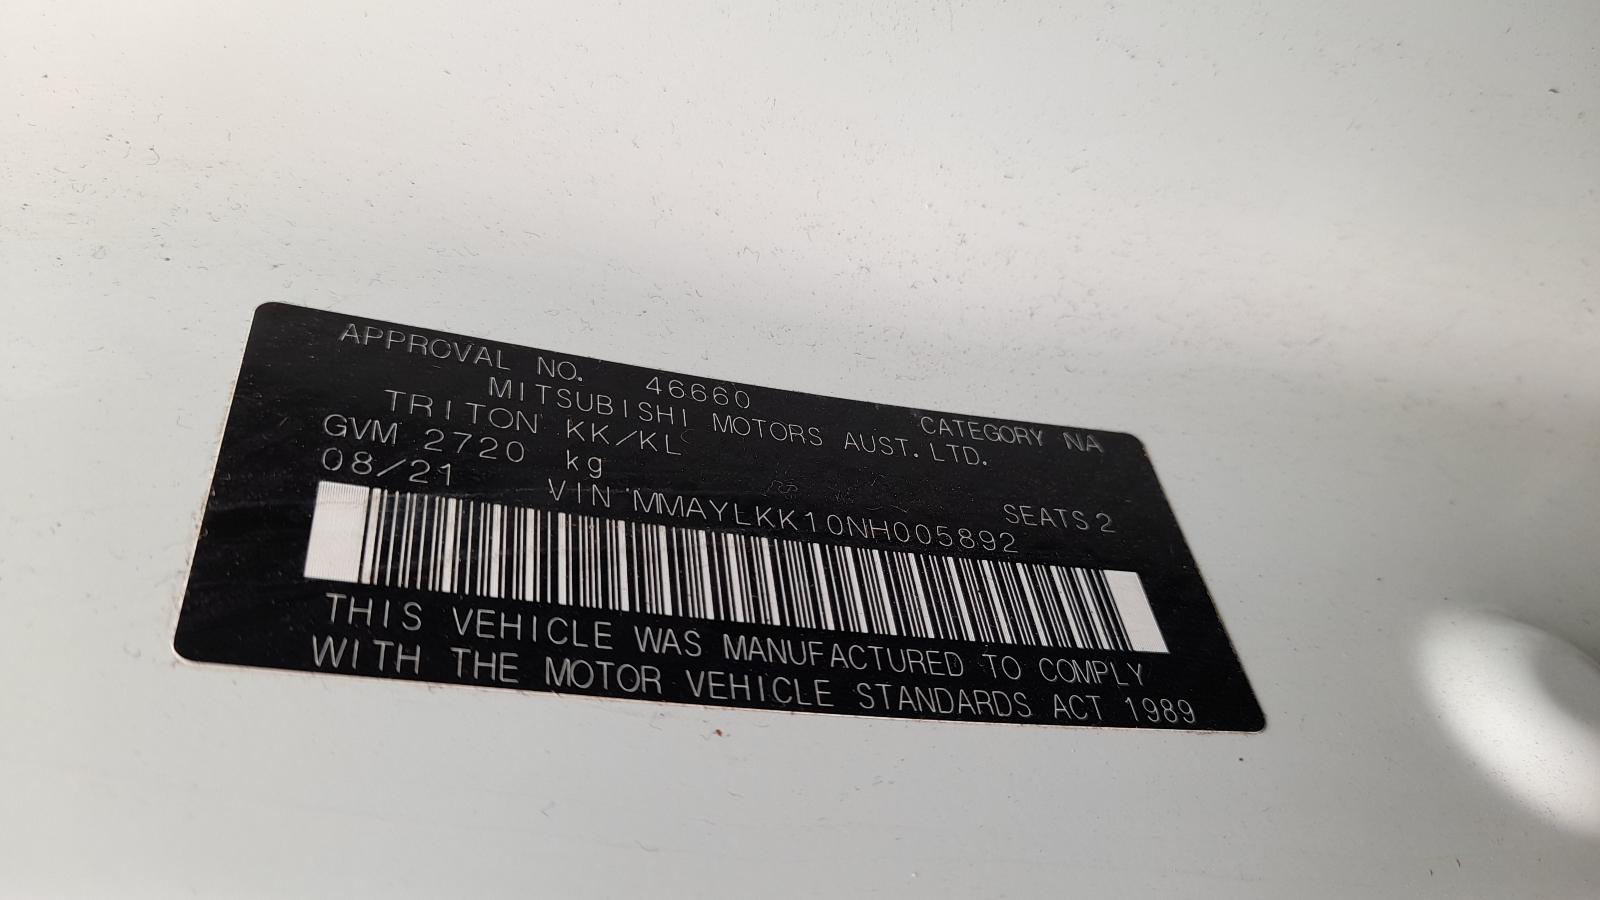 APPROVAL NO. 46660 CATEGORY NA
MITSUBISHI MOTORS AUST. LTD.
TRITON KK/KL
GVM 2720 kg SEATS 2
08/21 VIN MMAYLKK10NH005892
THIS VEHICLE WAS MANUFACTURED TO COMPLY
WITH THE MOTOR VEHICLE STANDARDS ACT 1989